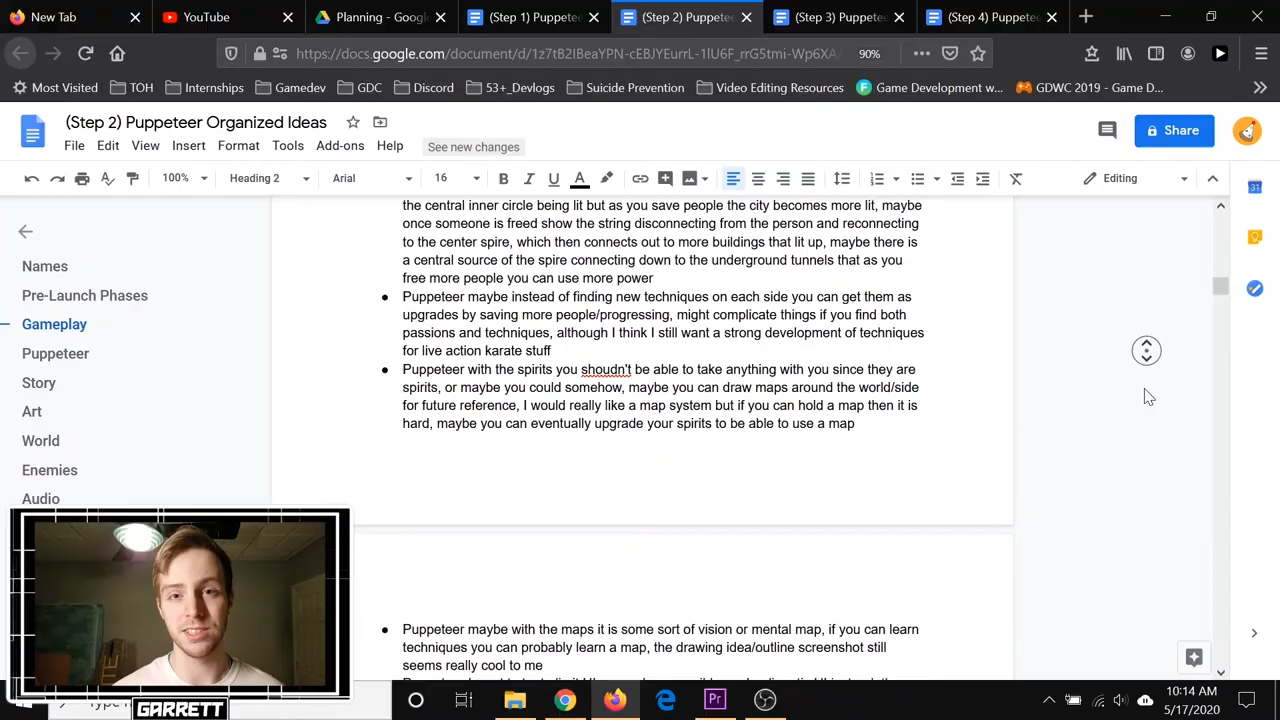 New Tab
YouTube
Planning - Google
(Step 1) Puppetee
(Step 2) Puppetee
(Step 3) Puppetee
(Step 4) Puppetee
https://docs.google.com/document/d/1z7tB2IBeaYPN-cEBJYEurrL-1lU6F_rrG5tmi-Wp6XA
90%
Most Visited
TOH
Internships
Gamedev
GDC
Discord
53+_Devlogs
Suicide Prevention
Video Editing Resources
Game Development w...
GDWC 2019 - Game D...
(Step 2) Puppeteer Organized Ideas
File Edit View Insert Format Tools Add-ons Help See new changes
Share
100% Heading 2 Arial 16 B I U A Editing
31
Names
Pre-Launch Phases
Gameplay
Puppeteer
Story
Art
World
Enemies
Audio
the central inner circle being lit but as you save people the city becomes more lit, maybe
once someone is freed show the string disconnecting from the person and reconnecting
to the center spire, which then connects out to more buildings that lit up, maybe there is
a central source of the spire connecting down to the underground tunnels that as you
free more people you can use more power
● Puppeteer maybe instead of finding new techniques on each side you can get them as
upgrades by saving more people/progressing, might complicate things if you find both
passions and techniques, although I think I still want a strong development of techniques
for live action karate stuff
● Puppeteer with the spirits you shoudn't be able to take anything with you since they are
spirits, or maybe you could somehow, maybe you can draw maps around the world/side
for future reference, I would really like a map system but if you can hold a map then it is
hard, maybe you can eventually upgrade your spirits to be able to use a map
● Puppeteer maybe with the maps it is some sort of vision or mental map, if you can learn
techniques you can probably learn a map, the drawing idea/outline screenshot still
seems really cool to me
GARRETT
Pr
10:14 AM
5/17/2020